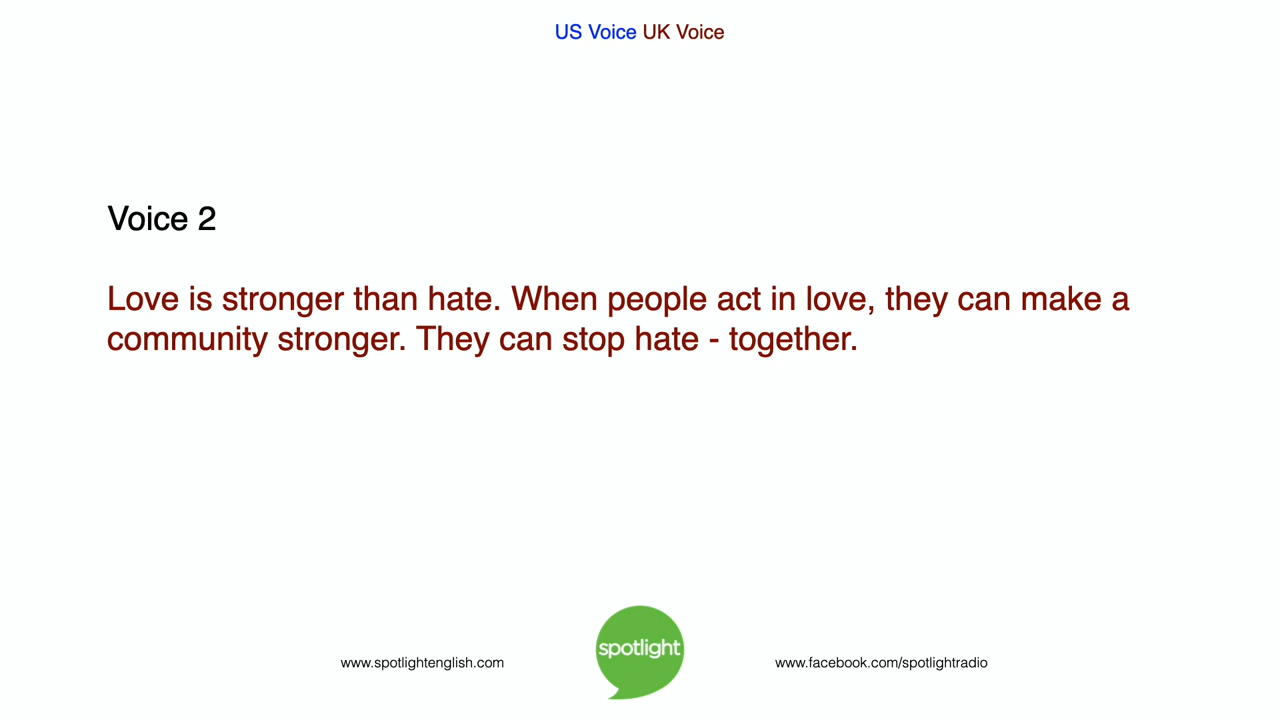 US Voice UK Voice
Voice 2
Love is stronger than hate. When people act in love, they can make a
community stronger. They can stop hate - together.
www.spotlightenglish.com
spotlight
www.facebook.com/spotlightradio